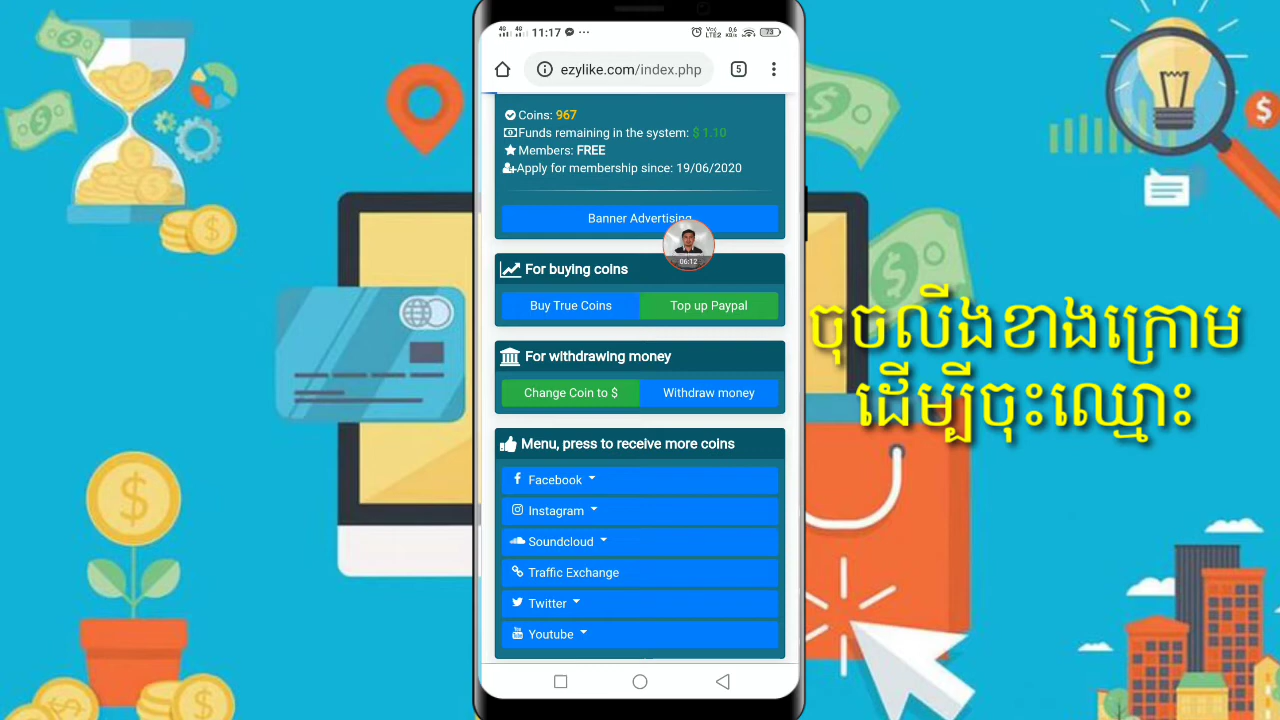 4G 4G 11:17
73
ezylike.com/index.php
5
Coins: 967
Funds remaining in the system: $ 1.10
Members: FREE
Apply for membership since: 19/06/2020
Banner Advertising
06:12
For buying coins
Buy True Coins
Top up Paypal
For withdrawing money
Change Coin to $
Withdraw money
Menu, press to receive more coins
Facebook
Instagram
Soundcloud
Traffic Exchange
Twitter
Youtube
ចុចលីងខាងក្រោម
ដើម្បីចុះឈ្មោះ